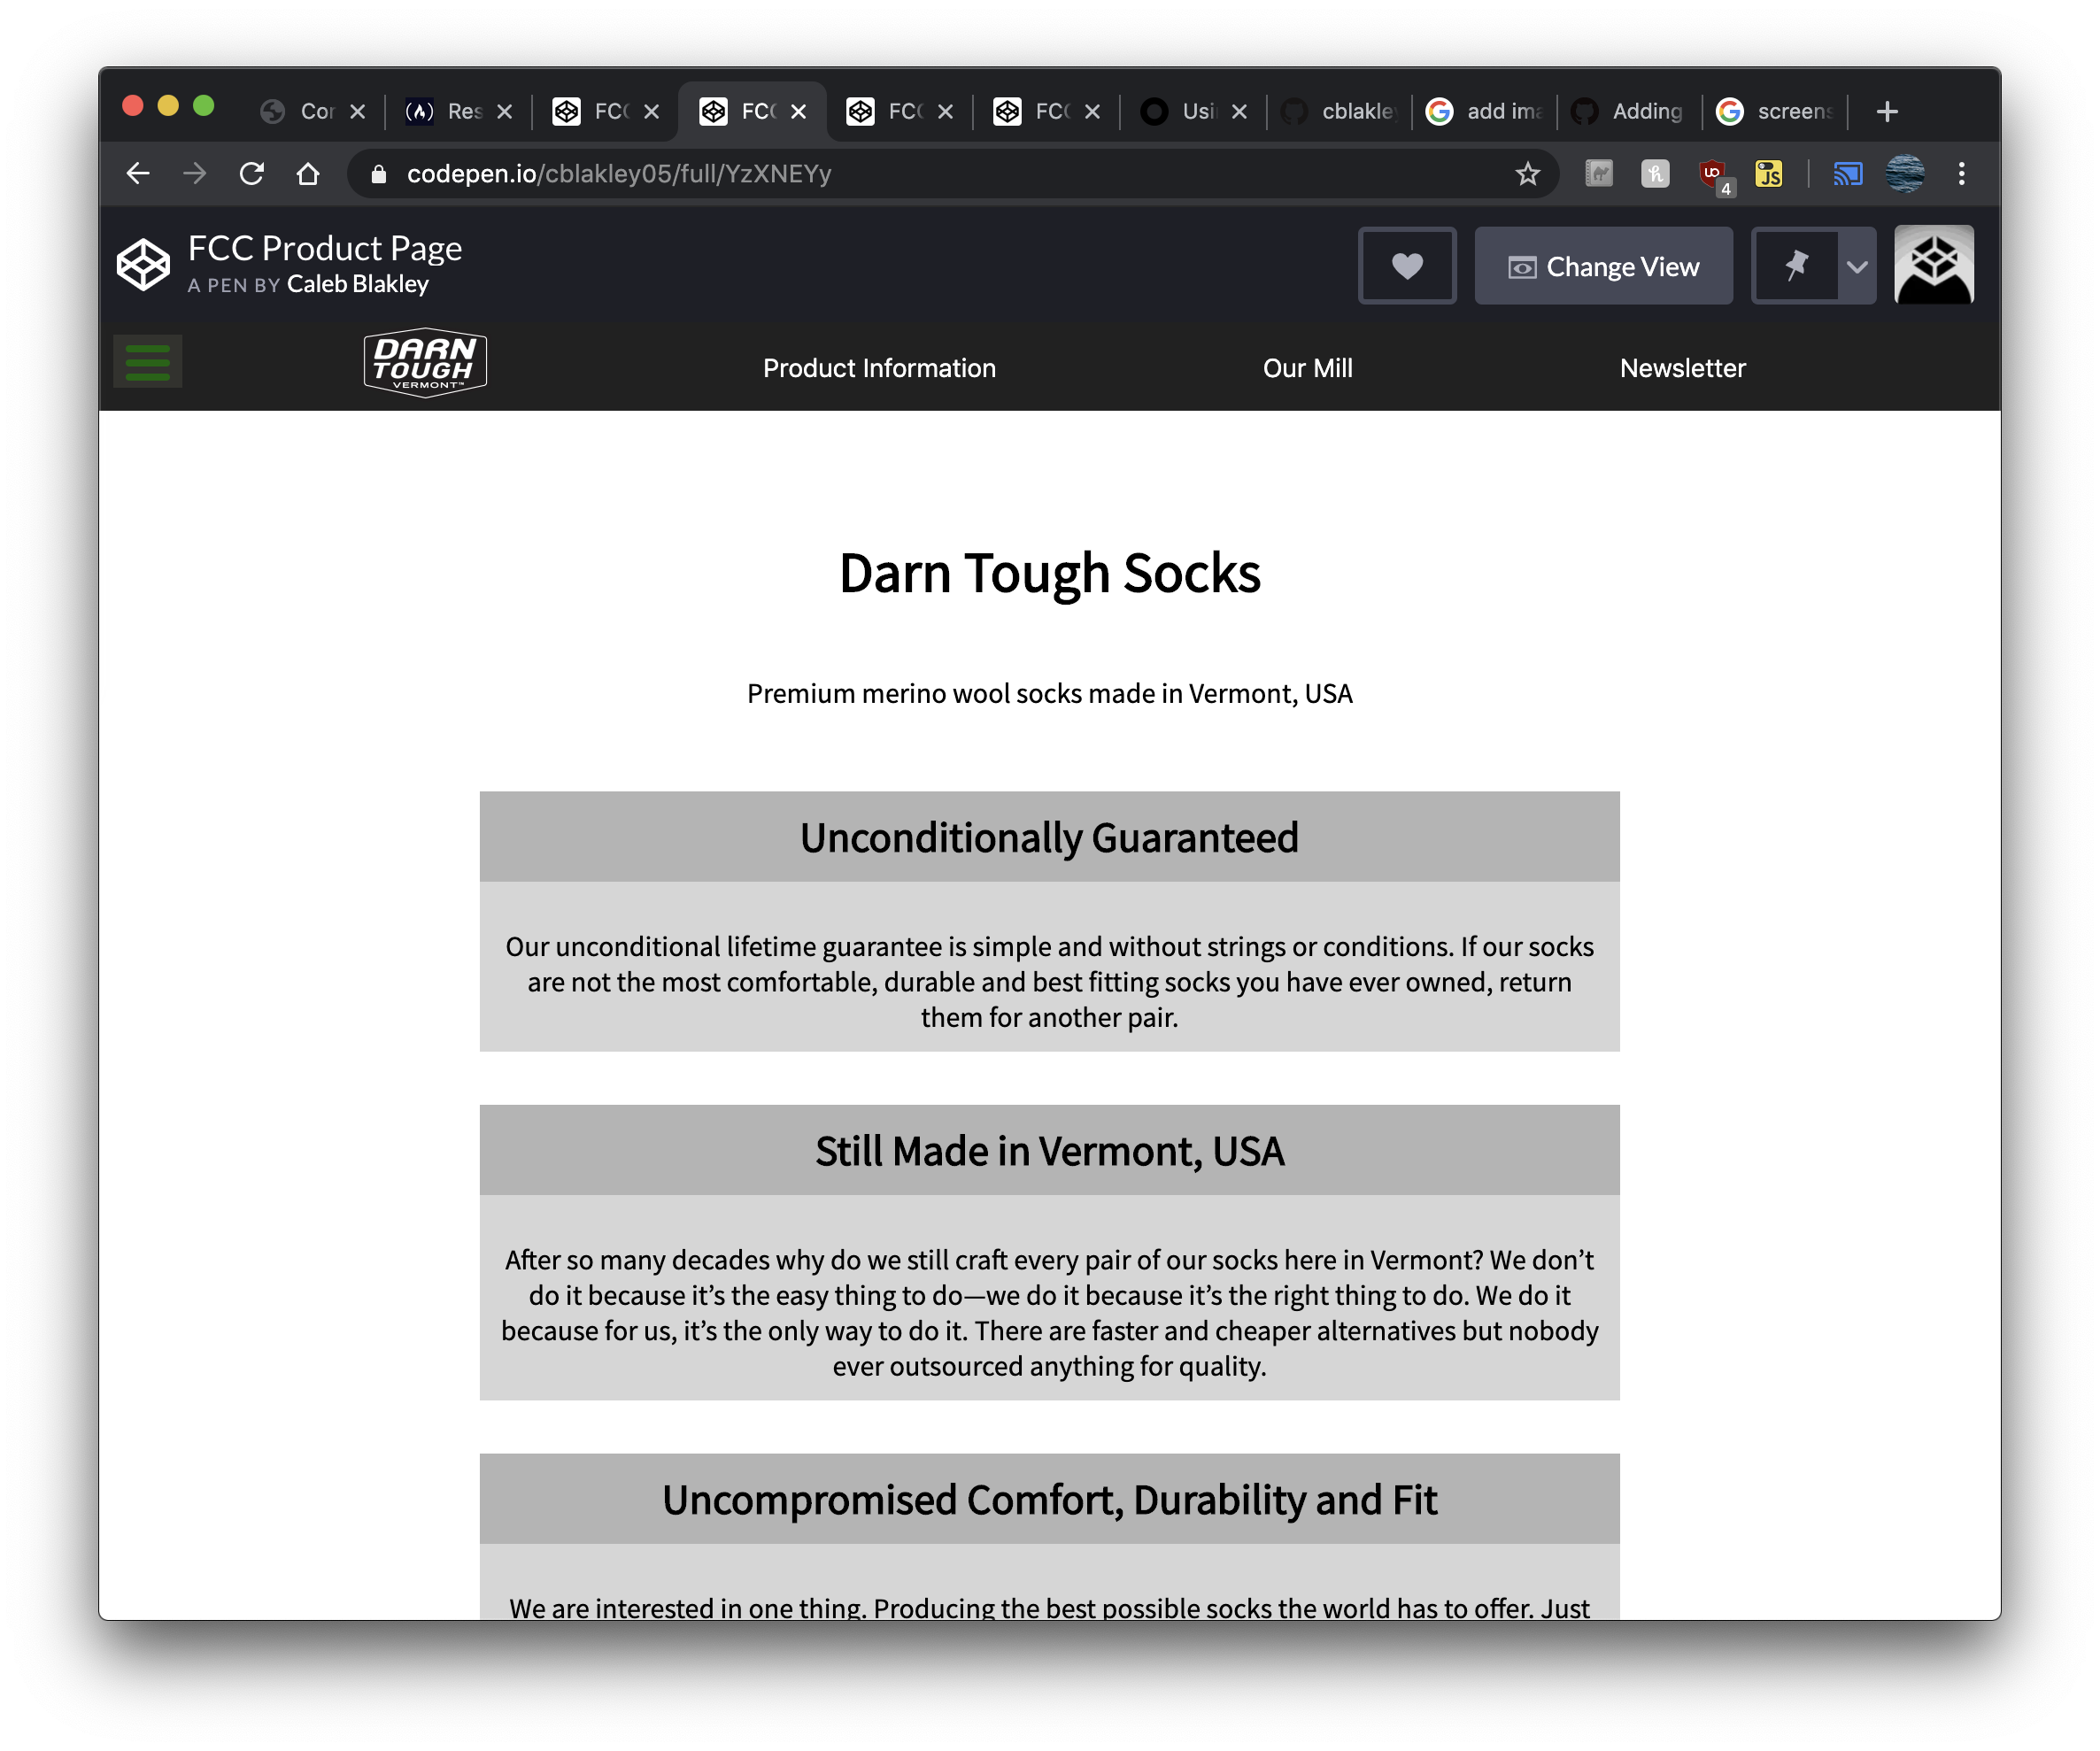 Cor
Res
FCC
FCC
FCC
FCC
Usi
cblakle
add ima
Adding
screens
codepen.io/cblakley05/full/YzXNEYy
4
JS
FCC Product Page
A PEN BY Caleb Blakley
Change View
DARN
TOUGH
VERMONT™
Product Information
Our Mill
Newsletter
Darn Tough Socks
Premium merino wool socks made in Vermont, USA
Unconditionally Guaranteed
Our unconditional lifetime guarantee is simple and without strings or conditions. If our socks
are not the most comfortable, durable and best fitting socks you have ever owned, return
them for another pair.
Still Made in Vermont, USA
After so many decades why do we still craft every pair of our socks here in Vermont? We don’t
do it because it’s the easy thing to do—we do it because it’s the right thing to do. We do it
because for us, it’s the only way to do it. There are faster and cheaper alternatives but nobody
ever outsourced anything for quality.
Uncompromised Comfort, Durability and Fit
We are interested in one thing. Producing the best possible socks the world has to offer. Just